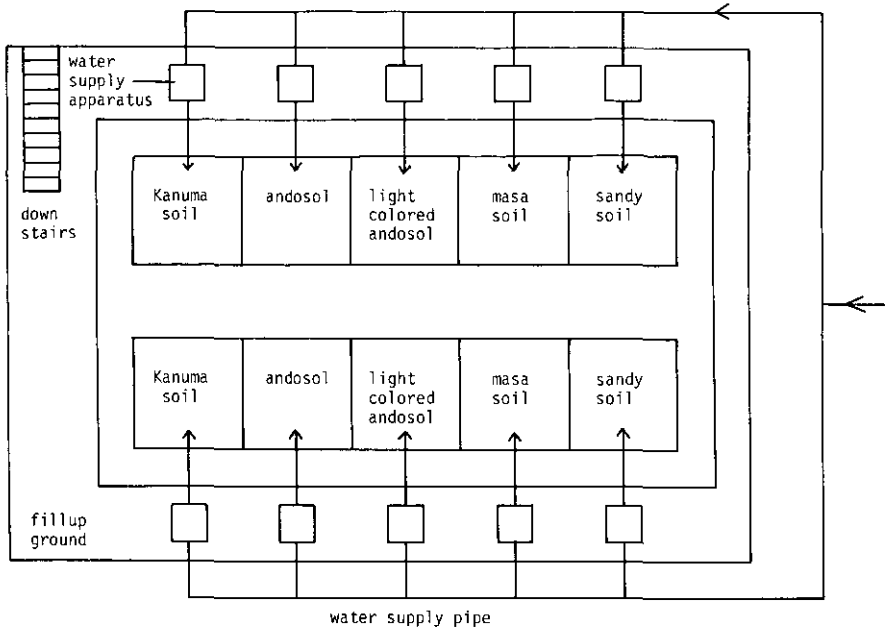 water
supply
apparatus
down
stairs
Kanuma
soil
andosol
light
colored
andosol
masa
soil
sandy
soil
Kanuma
soil
andosol
light
colored
andosol
masa
soil
sandy
soil
fillup
ground
water supply pipe